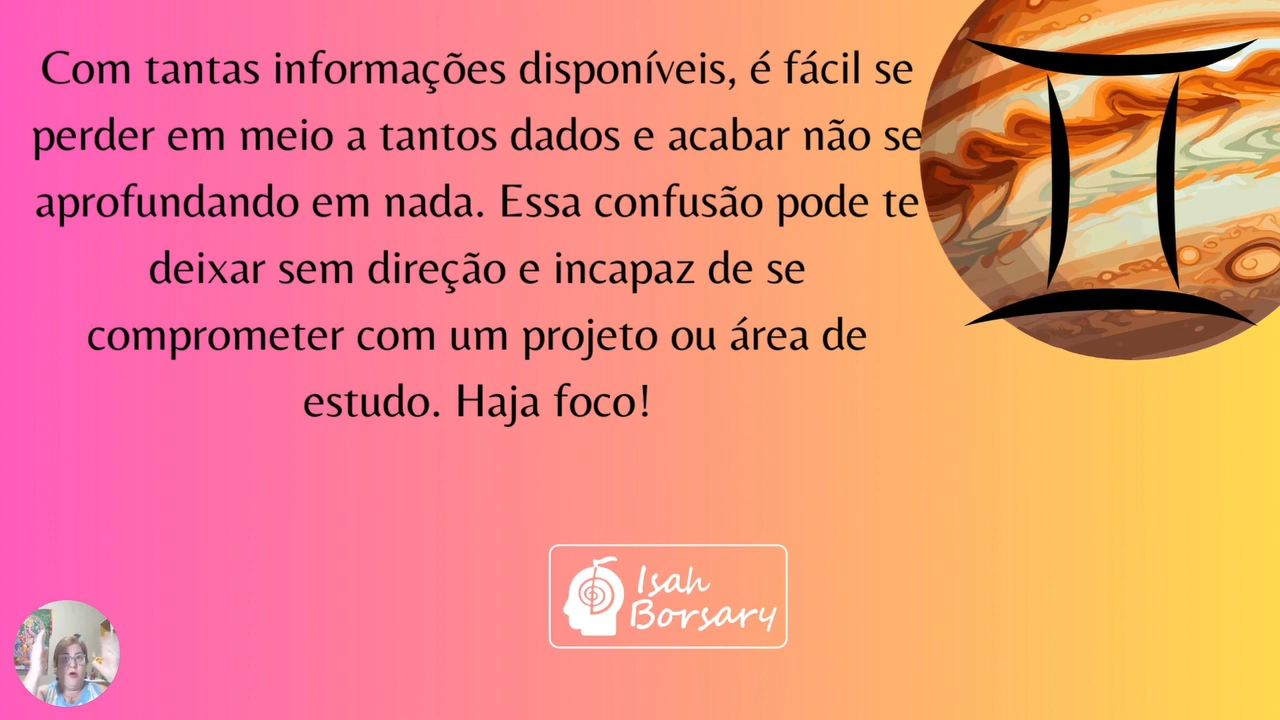 Com tantas informações disponíveis, é fácil se
perder em meio a tantos dados e acabar não se
aprofundando em nada. Essa confusão pode te
deixar sem direção e incapaz de se
comprometer com um projeto ou área de
estudo. Haja foco!
Isah
Borsary